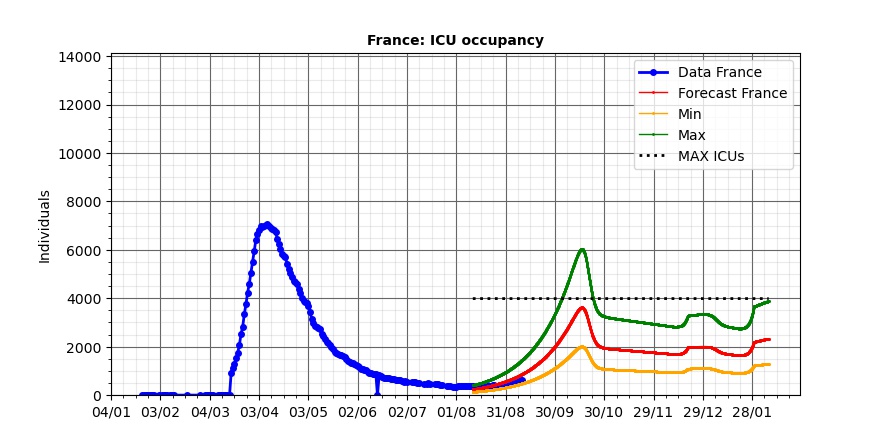 France: ICU occupancy
14000
12000
10000
8000
6000
4000
2000
0
Individuals
Data France
Forecast France
Min
Max
MAX ICUs
04/01 03/02 04/03 03/04 03/05 02/06 02/07 01/08 31/08 30/09 30/10 29/11 29/12 28/01